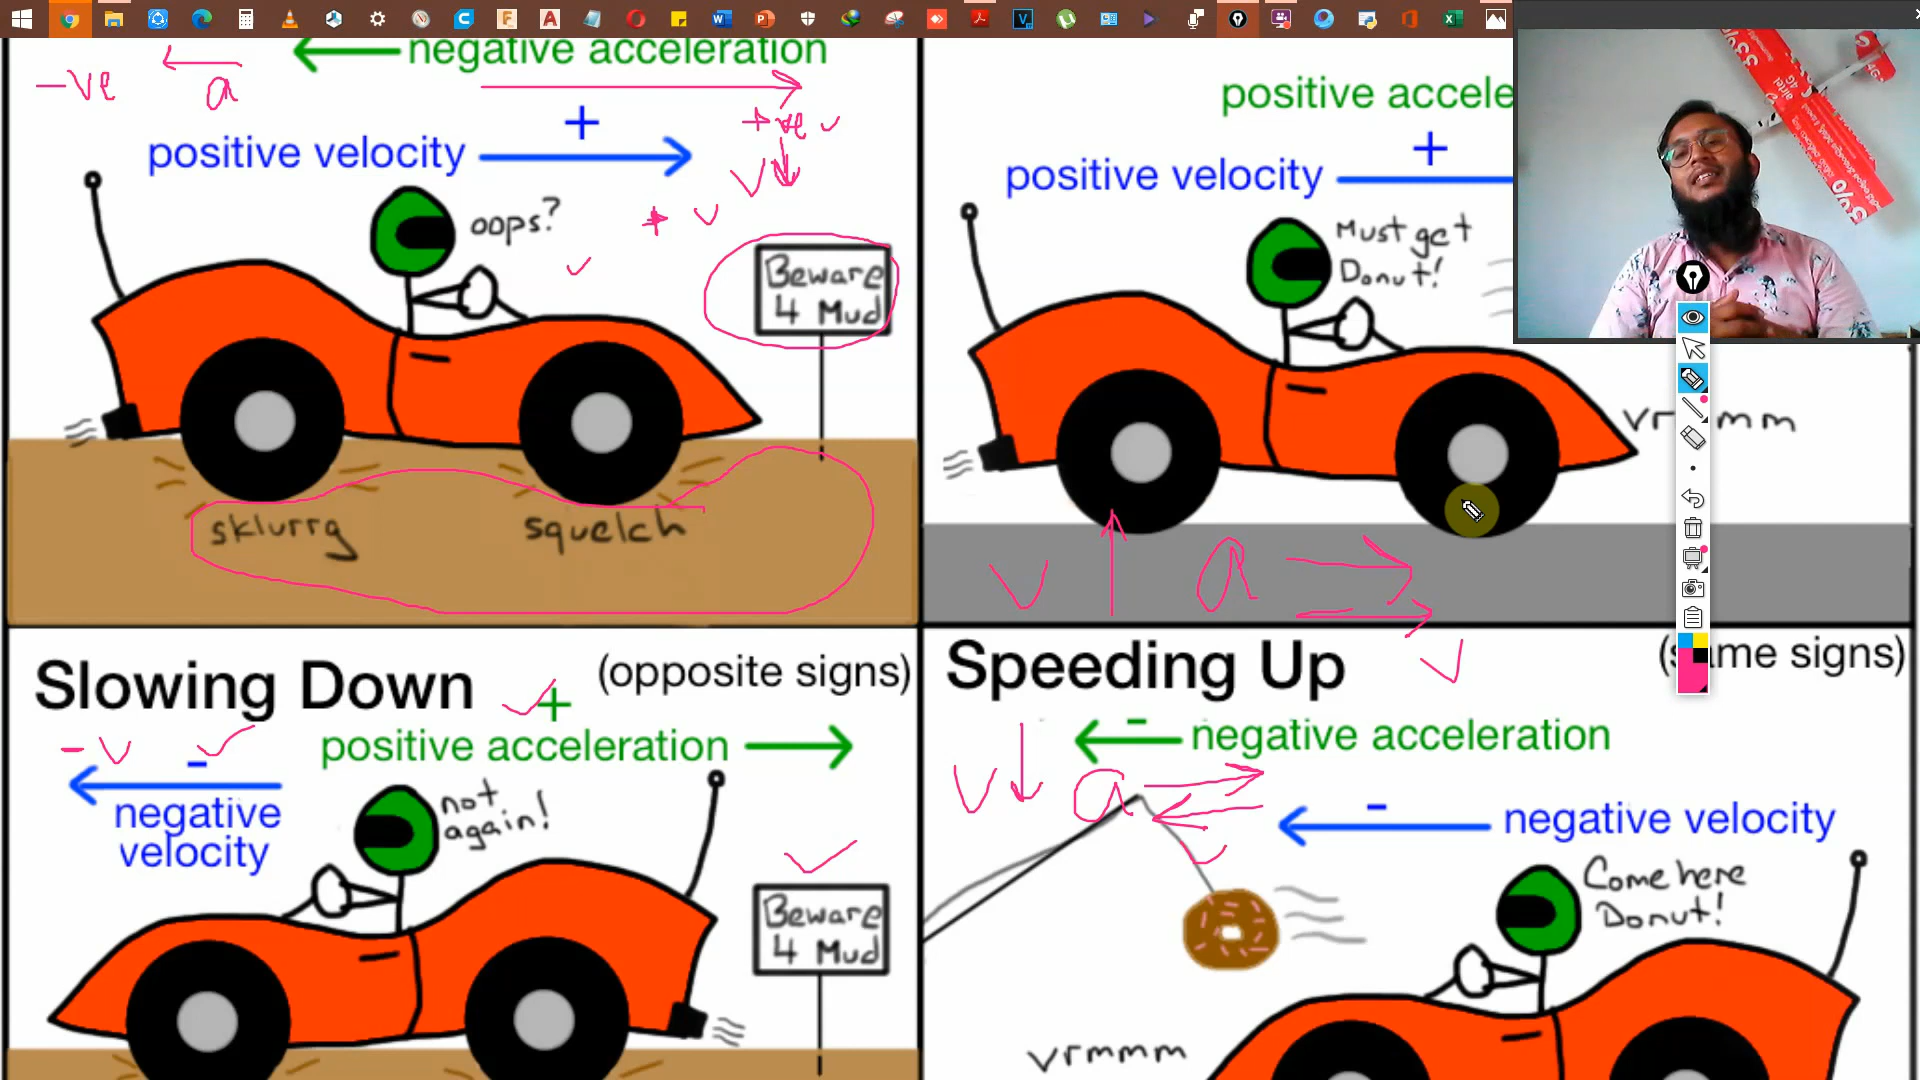 negative acceleration
-ve a
+ve
positive velocity +
v
v
oops?
Beware
4 Mud
sklurrg squelch
positive accele
+
positive velocity
Must get
Donut!
vr mm
v a
v
Slowing Down (opposite signs)
+
- v -
positive acceleration
negative
velocity
not
again!
Beware
4 Mud
Speeding Up (s me signs)
- negative acceleration
v a
- negative velocity
Come here
Donut!
vrmmm
airtel
4G